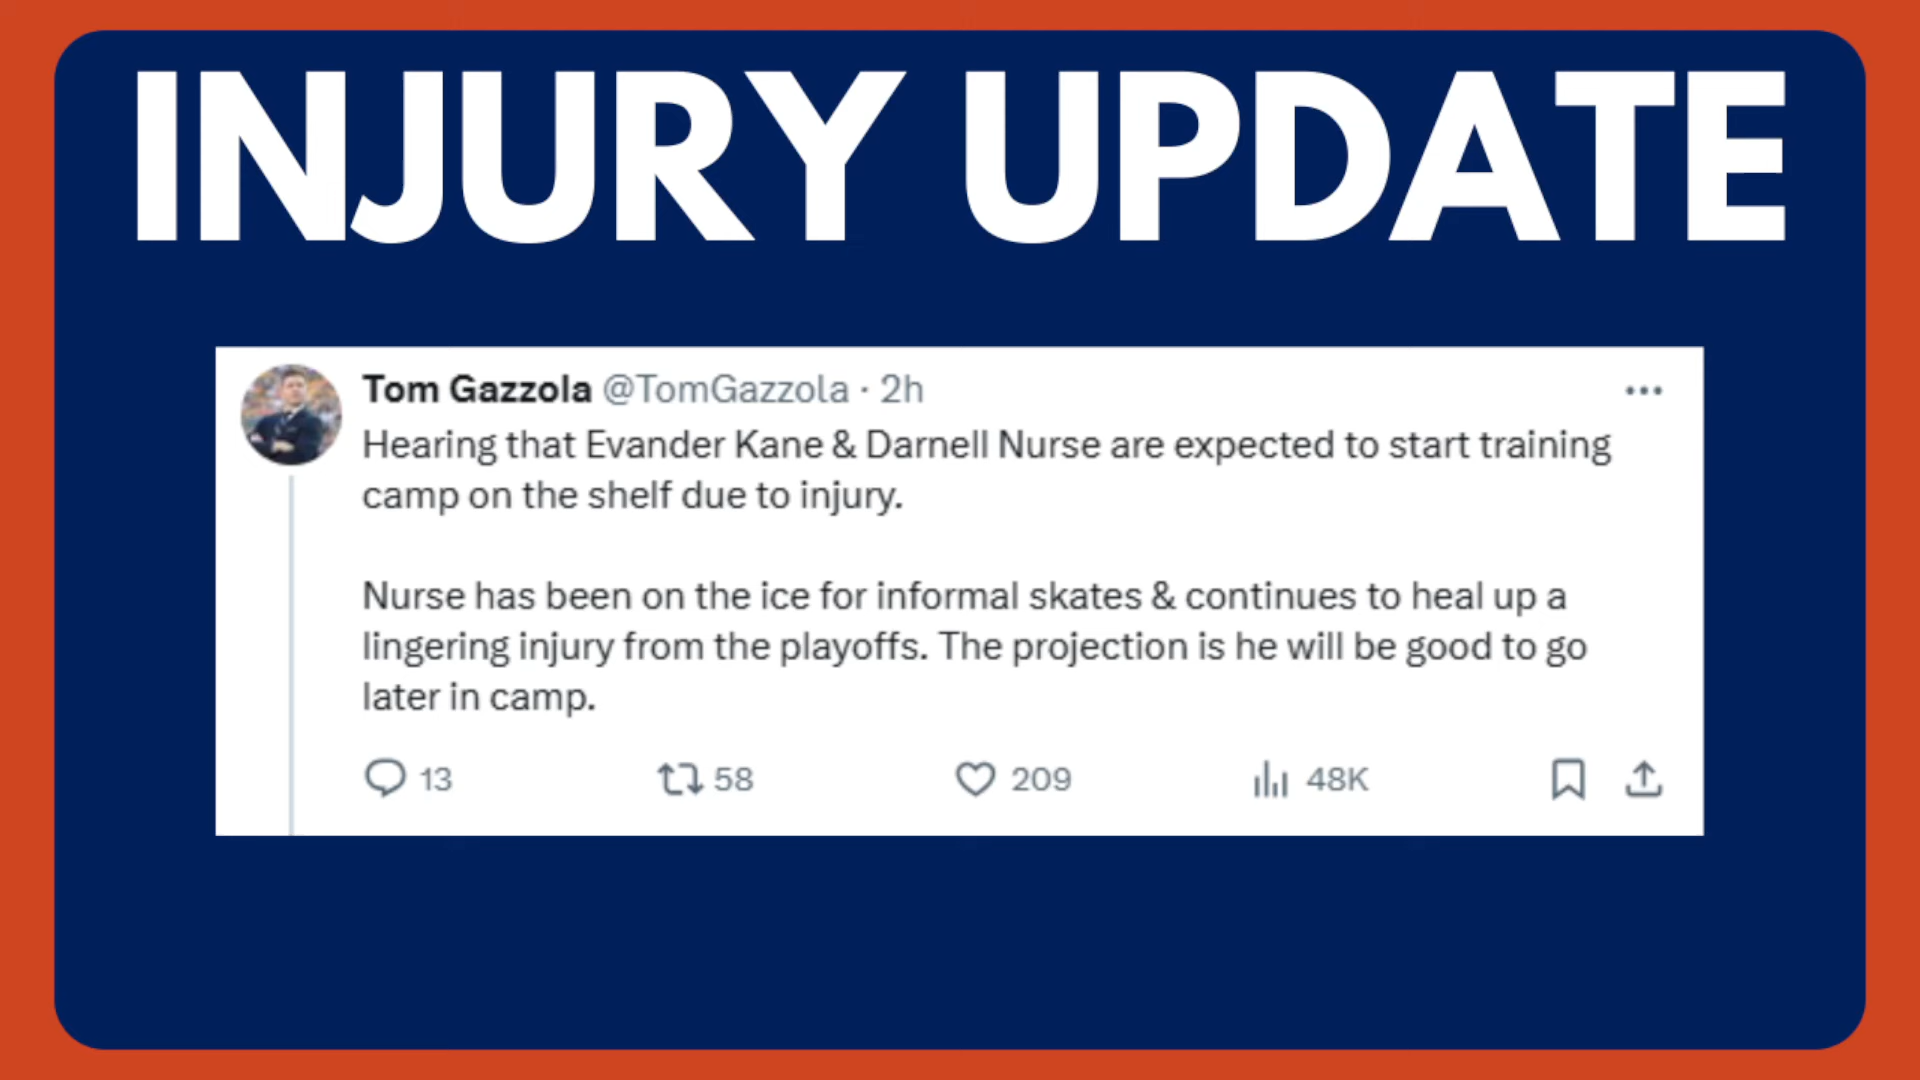 INJURY UPDATE
Tom Gazzola @TomGazzola · 2h
Hearing that Evander Kane & Darnell Nurse are expected to start training
camp on the shelf due to injury.
Nurse has been on the ice for informal skates & continues to heal up a
lingering injury from the playoffs. The projection is he will be good to go
later in camp.
13 58 209 48K